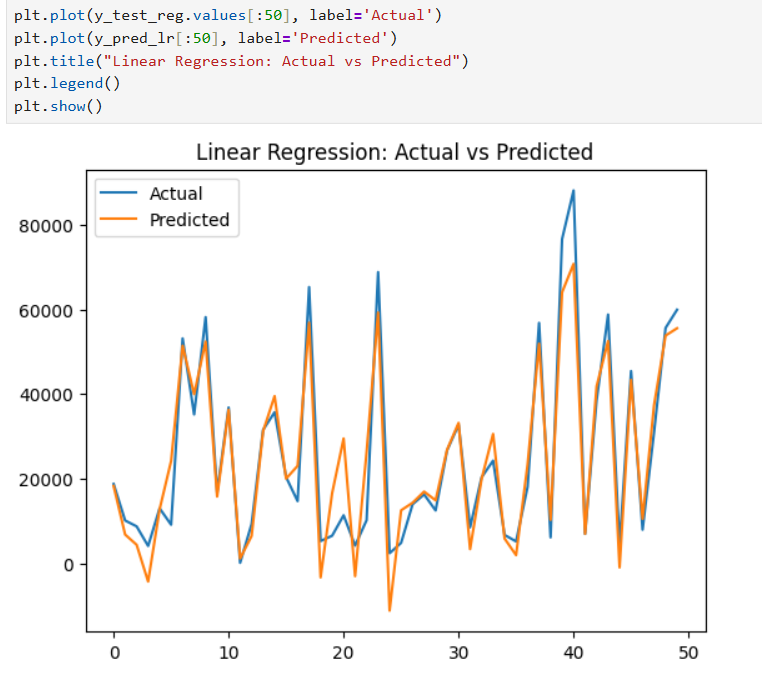 plt.plot(y_test_reg.values[:50], label='Actual')
plt.plot(y_pred_lr[:50], label='Predicted')
plt.title("Linear Regression: Actual vs Predicted")
plt.legend()
plt.show()
Linear Regression: Actual vs Predicted
Actual
Predicted
80000
60000
40000
20000
0
0 10 20 30 40 50